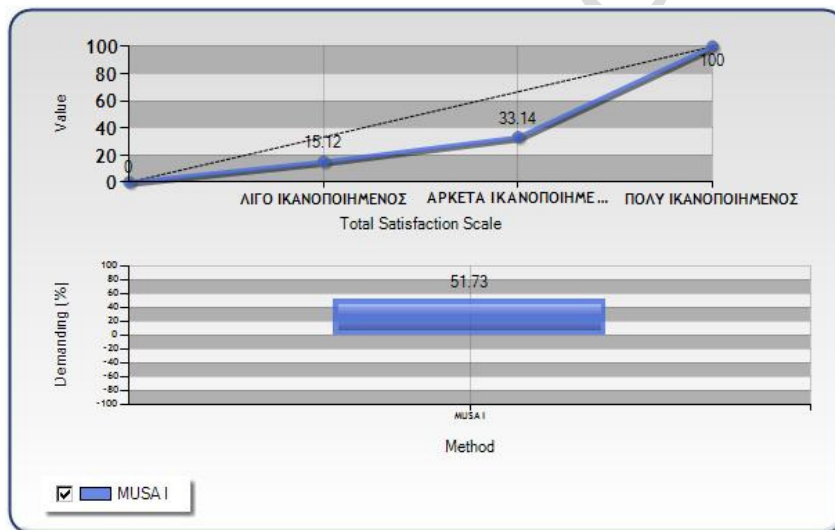 100
80
60
40
20
0
Value
0
15.12
33.14
100
ΛΙΓΟ ΙΚΑΝΟΠΟΙΗΜΕΝΟΣ
ΑΡΚΕΤΑ ΙΚΑΝΟΠΟΙΗΜΕ...
ΠΟΛΥ ΙΚΑΝΟΠΟΙΗΜΕΝΟΣ
Total Satisfaction Scale
100
80
60
40
20
0
-20
-40
-60
-80
-100
Demanding [%]
51.73
MUSA I
Method
MUSA I